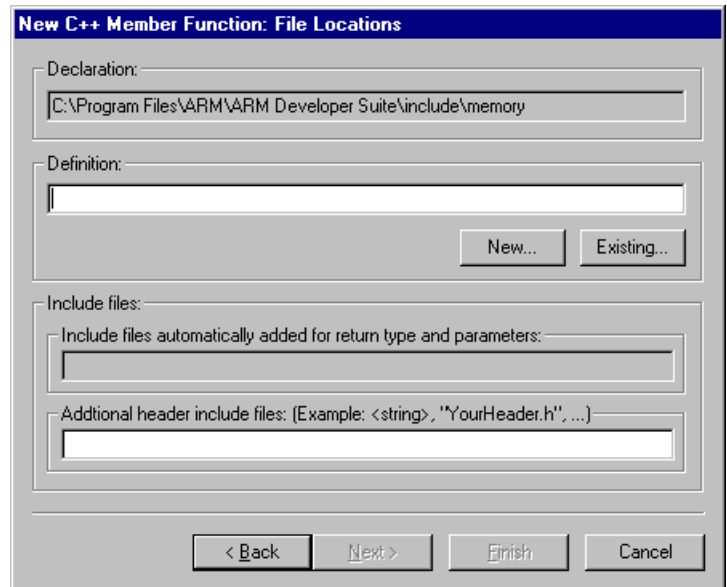 New C++ Member Function: File Locations
Declaration:
C:\Program Files\ARM\ARM Developer Suite\include\memory
Definition:
New...
Existing...
Include files:
Include files automatically added for return type and parameters:
Addtional header include files: (Example: <string>, "YourHeader.h", ...)
< Back
Next >
Finish
Cancel